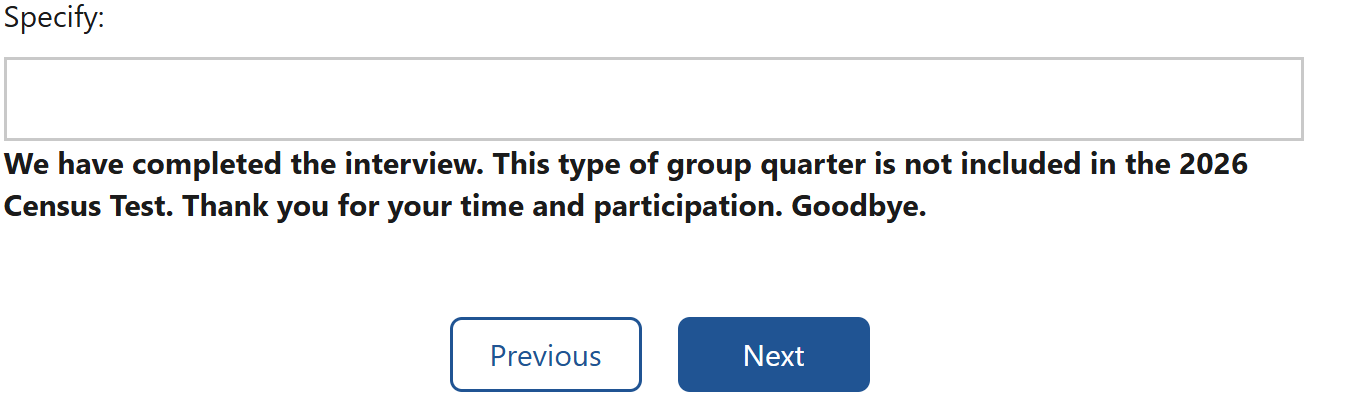 Specify:
We have completed the interview. This type of group quarter is not included in the 2026
Census Test. Thank you for your time and participation. Goodbye.
Previous
Next